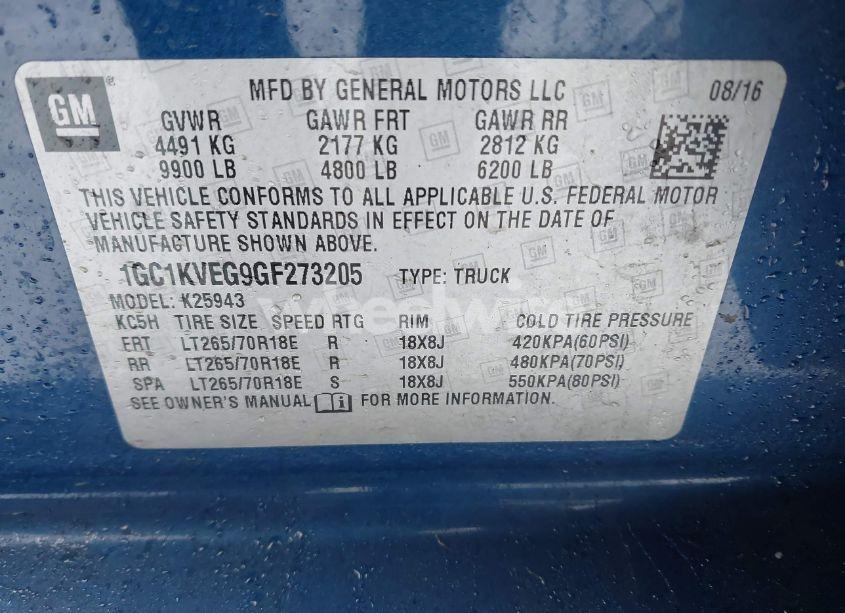 GM
MFD BY GENERAL MOTORS LLC 08/16
GVWR GAWR FRT GAWR RR
4491 KG 2177 KG 2812 KG
9900 LB 4800 LB 6200 LB
THIS VEHICLE CONFORMS TO ALL APPLICABLE U.S. FEDERAL MOTOR
VEHICLE SAFETY STANDARDS IN EFFECT ON THE DATE OF
MANUFACTURE SHOWN ABOVE.
1GC1KVEG9GF273205 TYPE: TRUCK
MODEL: K25943
KC5H TIRE SIZE SPEED RTG RIM COLD TIRE PRESSURE
FRT LT265/70R18E R 18X8J 420KPA(60PSI)
RR LT265/70R18E R 18X8J 480KPA(70PSI)
SPA LT265/70R18E S 18X8J 550KPA(80PSI)
SEE OWNER'S MANUAL FOR MORE INFORMATION.